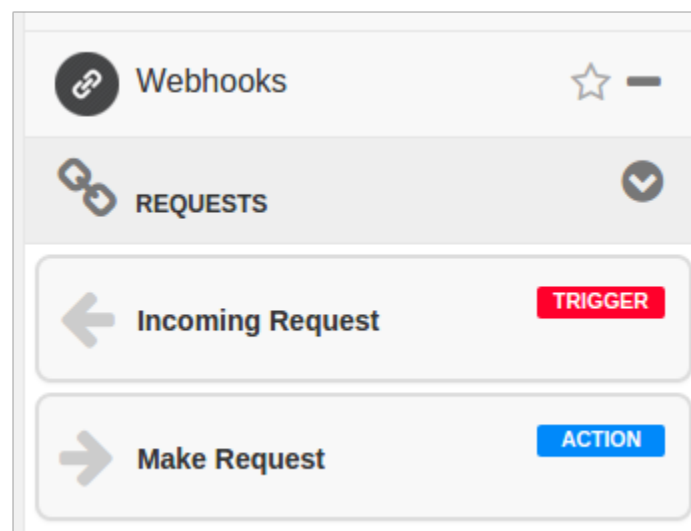 Webhooks
REQUESTS
Incoming Request
TRIGGER
Make Request
ACTION